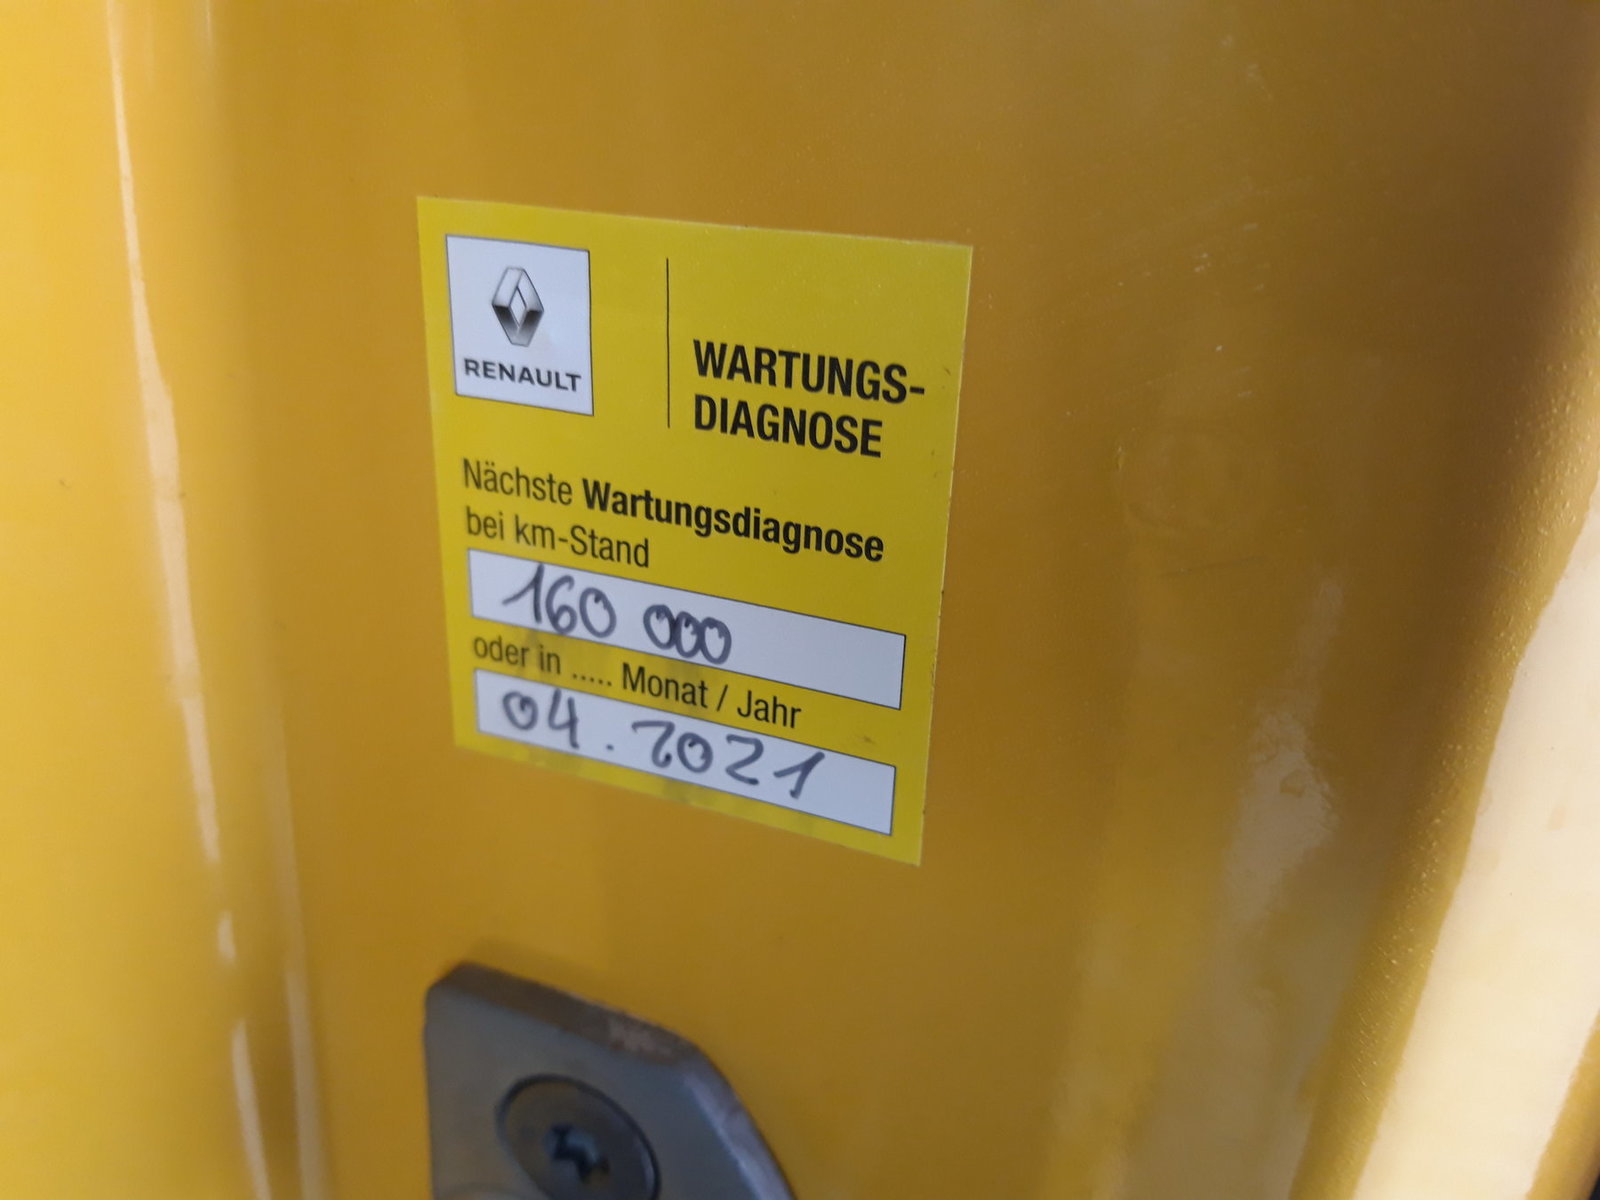 RENAULT
WARTUNGS-
DIAGNOSE
Nächste Wartungsdiagnose
bei km-Stand
160 000
oder in ..... Monat / Jahr
04.2021